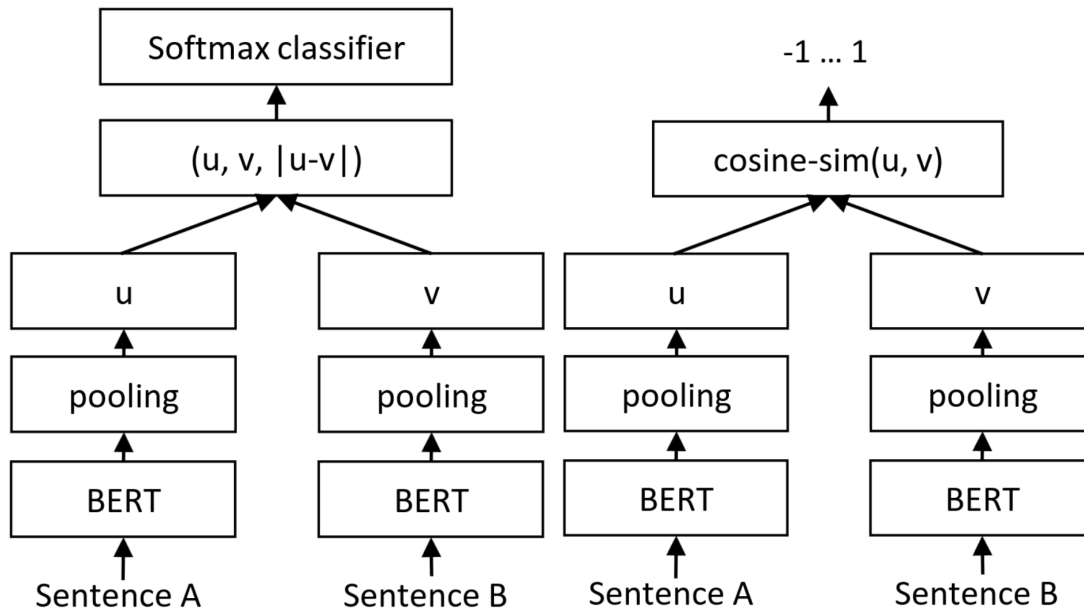 Softmax classifier
(u, v, |u-v|)
u
v
pooling
pooling
BERT
BERT
Sentence A
Sentence B
-1 … 1
cosine-sim(u, v)
u
v
pooling
pooling
BERT
BERT
Sentence A
Sentence B